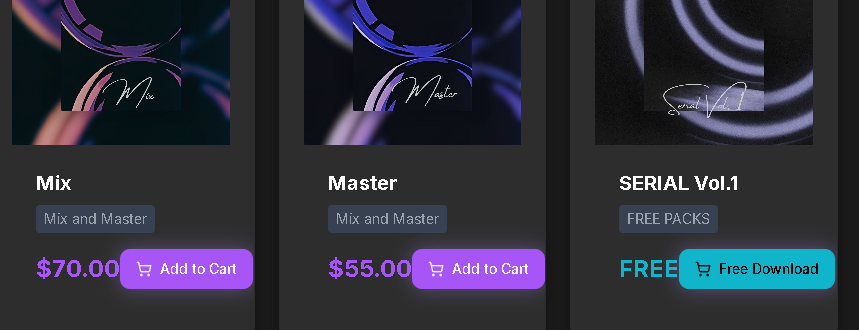 Mix
Master
Serial Vol.1
Mix
Master
SERIAL Vol.1
Mix and Master
Mix and Master
FREE PACKS
$70.00 Add to Cart
$55.00 Add to Cart
FREE Free Download